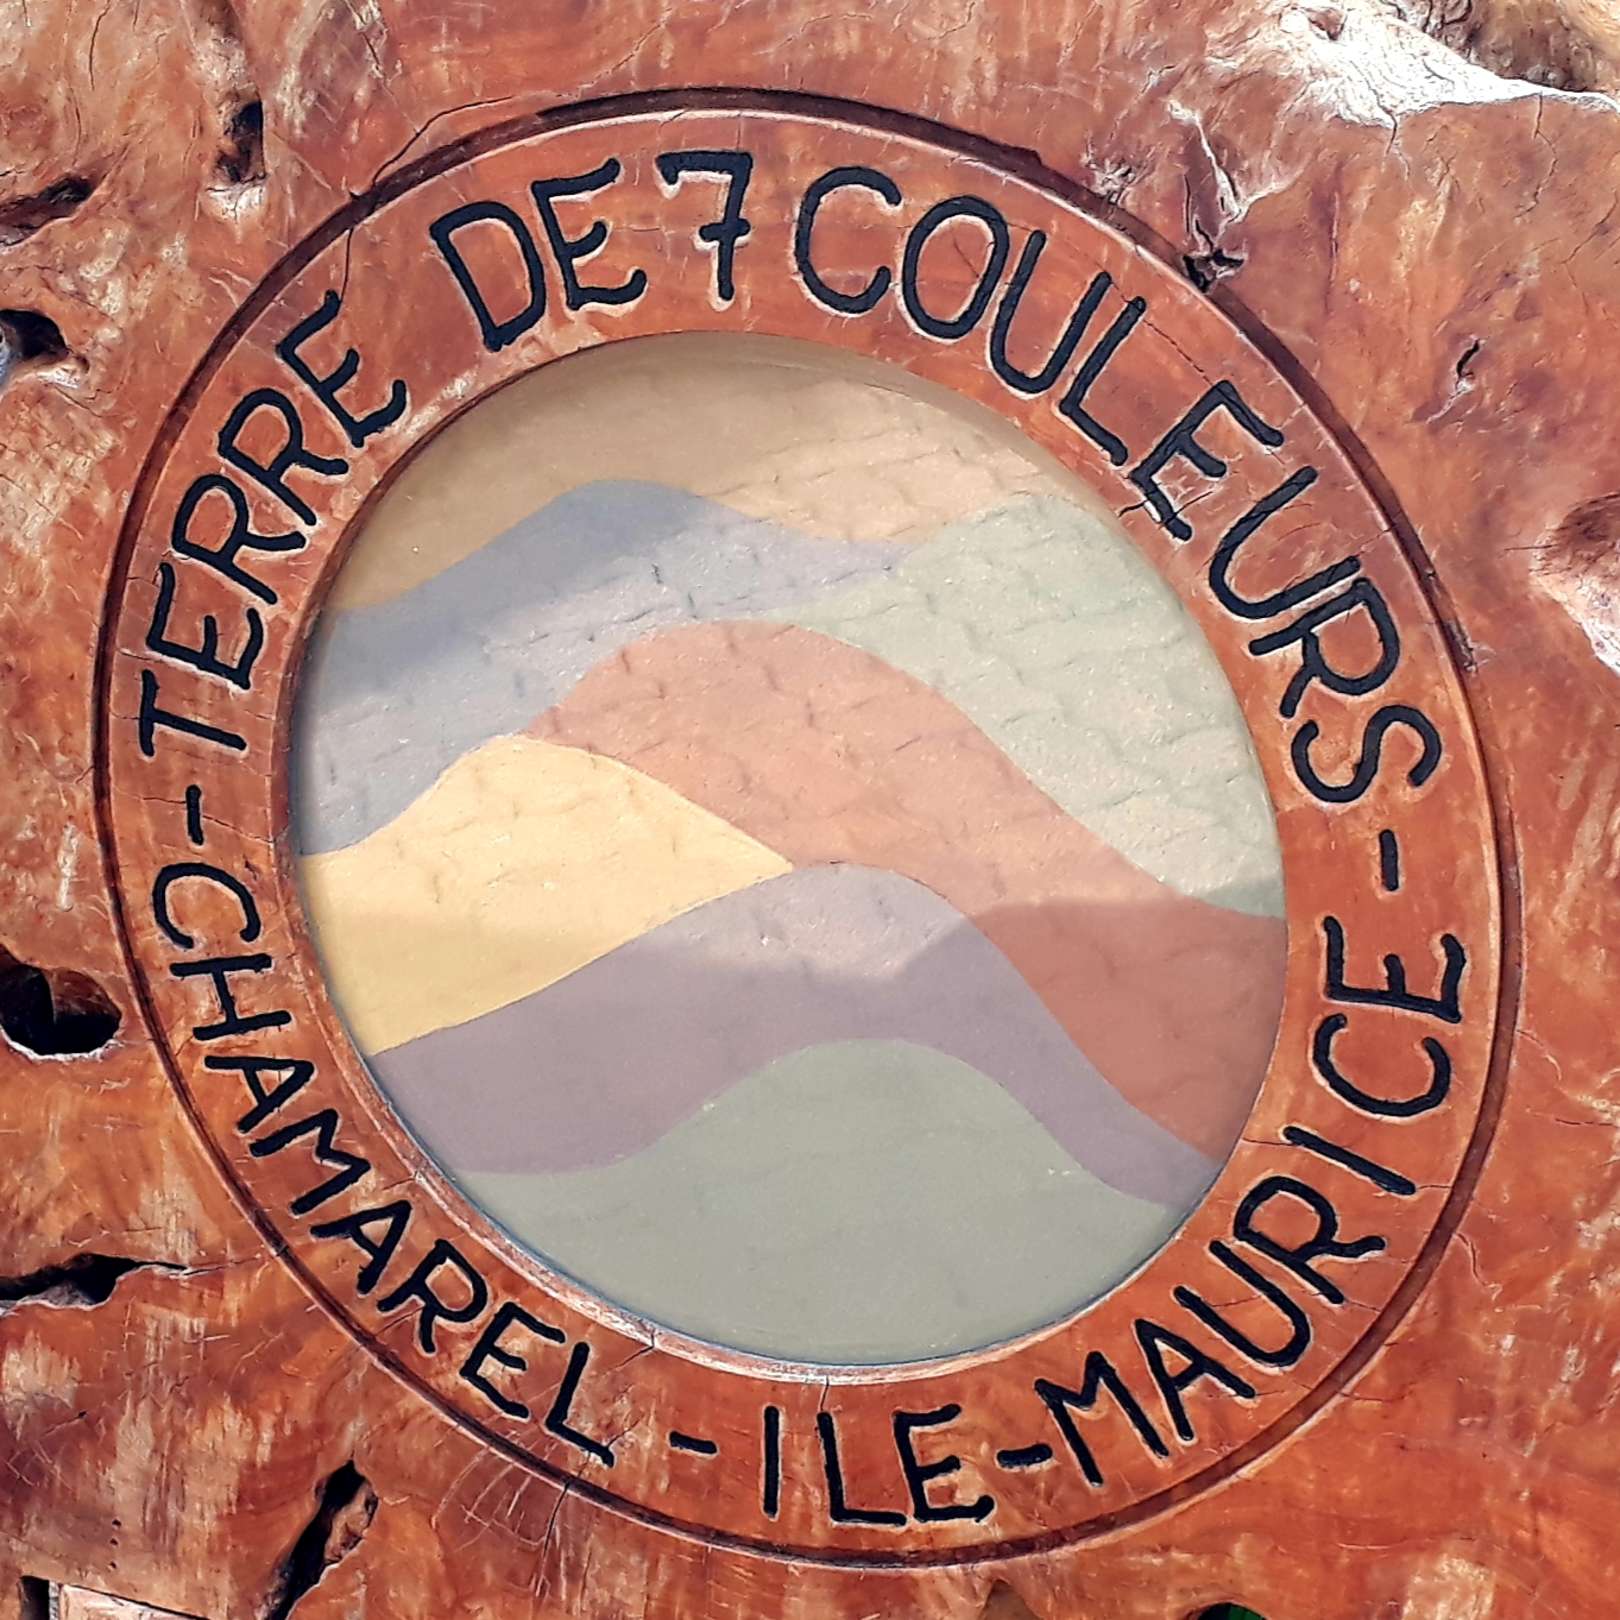 TERRE DE 7 COULEURS -
CHAMAREL - ILE-MAURICE -